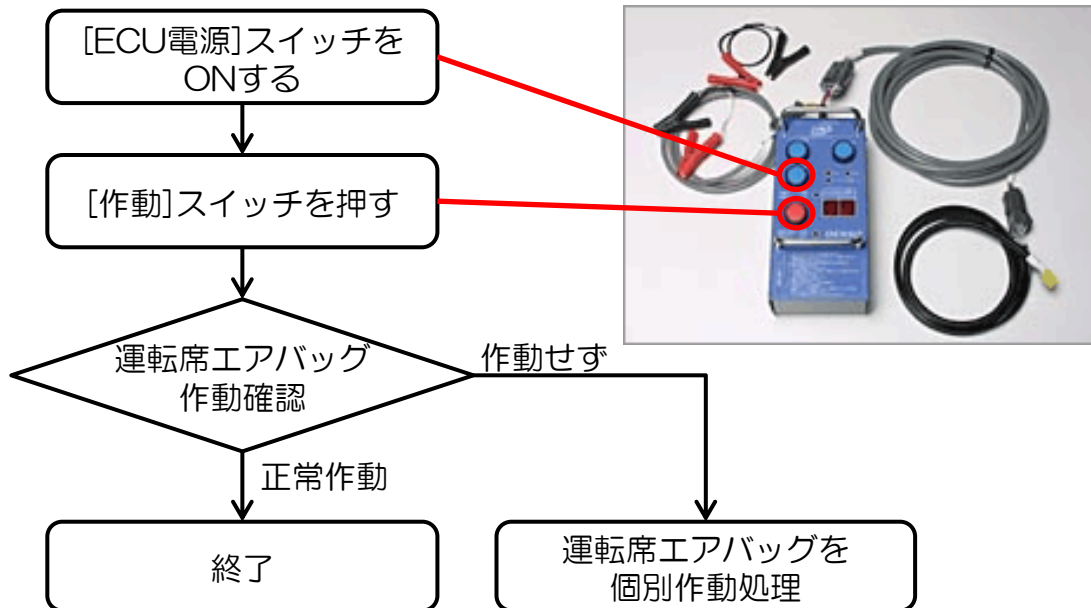 [ECU電源]スイッチを
ONする
[作動]スイッチを押す
運転席エアバッグ
作動確認
作動せず
正常作動
終了
運転席エアバッグを
個別作動処理